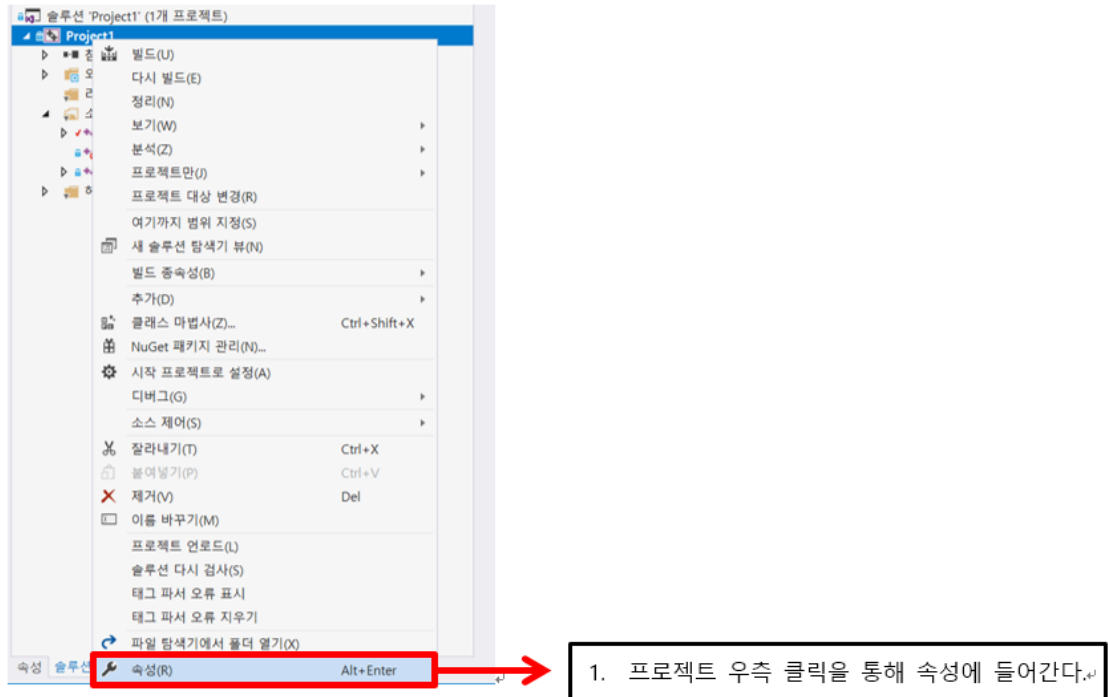 솔루션 'Project1' (1개 프로젝트)
Project1
빌드(U)
다시 빌드(E)
정리(N)
보기(W)
분석(Z)
프로젝트만(J)
프로젝트 대상 변경(R)
여기까지 범위 지정(S)
새 솔루션 탐색기 뷰(N)
빌드 종속성(B)
추가(D)
클래스 마법사(Z)... Ctrl+Shift+X
NuGet 패키지 관리(N)...
시작 프로젝트로 설정(A)
디버그(G)
소스 제어(S)
잘라내기(T) Ctrl+X
붙여넣기(P) Ctrl+V
제거(V) Del
이름 바꾸기(M)
프로젝트 언로드(L)
솔루션 다시 검사(S)
태그 파서 오류 표시
태그 파서 오류 지우기
파일 탐색기에서 폴더 열기(X)
속성 솔루션
속성(R) Alt+Enter
1. 프로젝트 우측 클릭을 통해 속성에 들어간다.